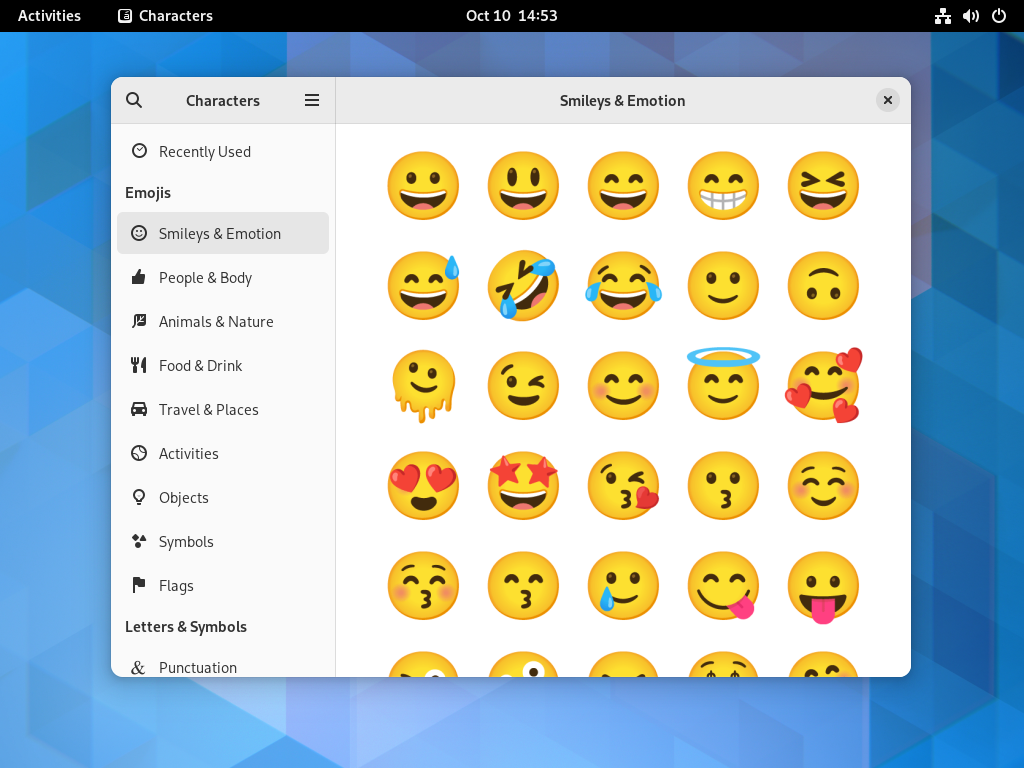 Activities
Characters
Oct 10 14:53
Characters
Smileys & Emotion
Recently Used
Emojis
Smileys & Emotion
People & Body
Animals & Nature
Food & Drink
Travel & Places
Activities
Objects
Symbols
Flags
Letters & Symbols
& Punctuation